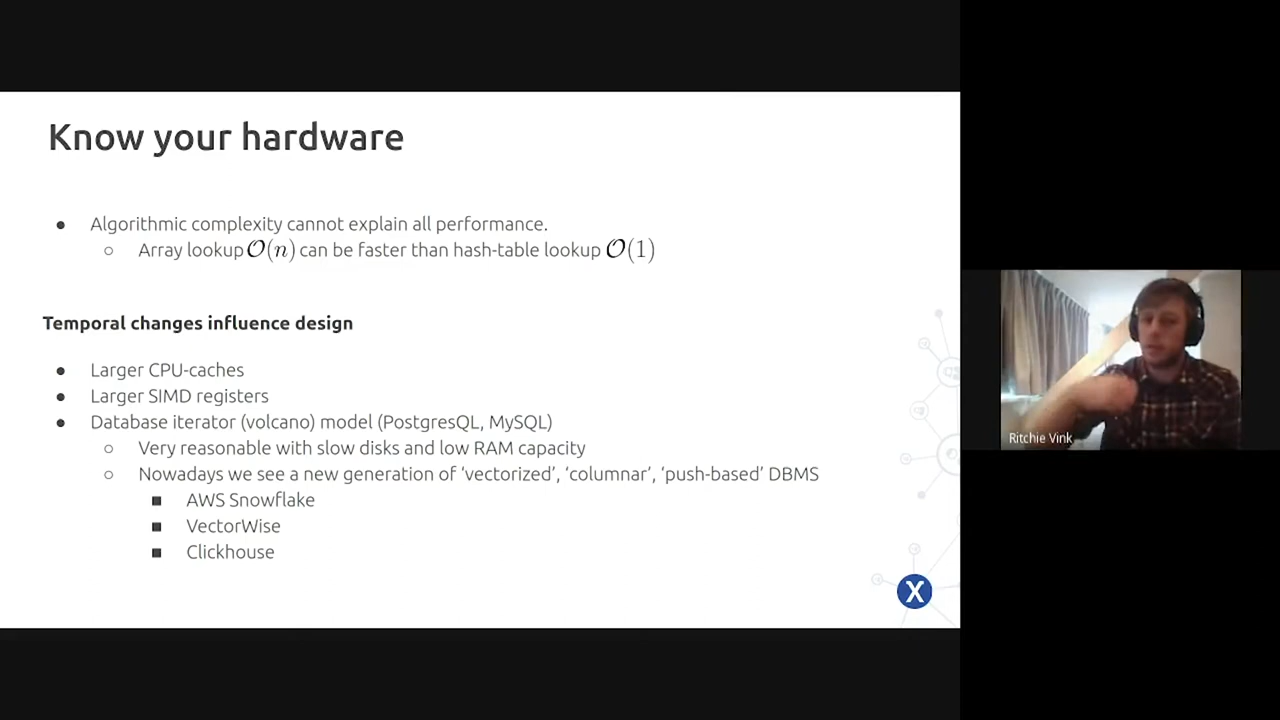 Know your hardware
● Algorithmic complexity cannot explain all performance.
○ Array lookup O(n) can be faster than hash-table lookup O(1)
Temporal changes influence design
● Larger CPU-caches
● Larger SIMD registers
● Database iterator (volcano) model (PostgresQL, MySQL)
○ Very reasonable with slow disks and low RAM capacity
○ Nowadays we see a new generation of ‘vectorized’, ‘columnar’, ‘push-based’ DBMS
■ AWS Snowflake
■ VectorWise
■ Clickhouse
X
Ritchie Vink